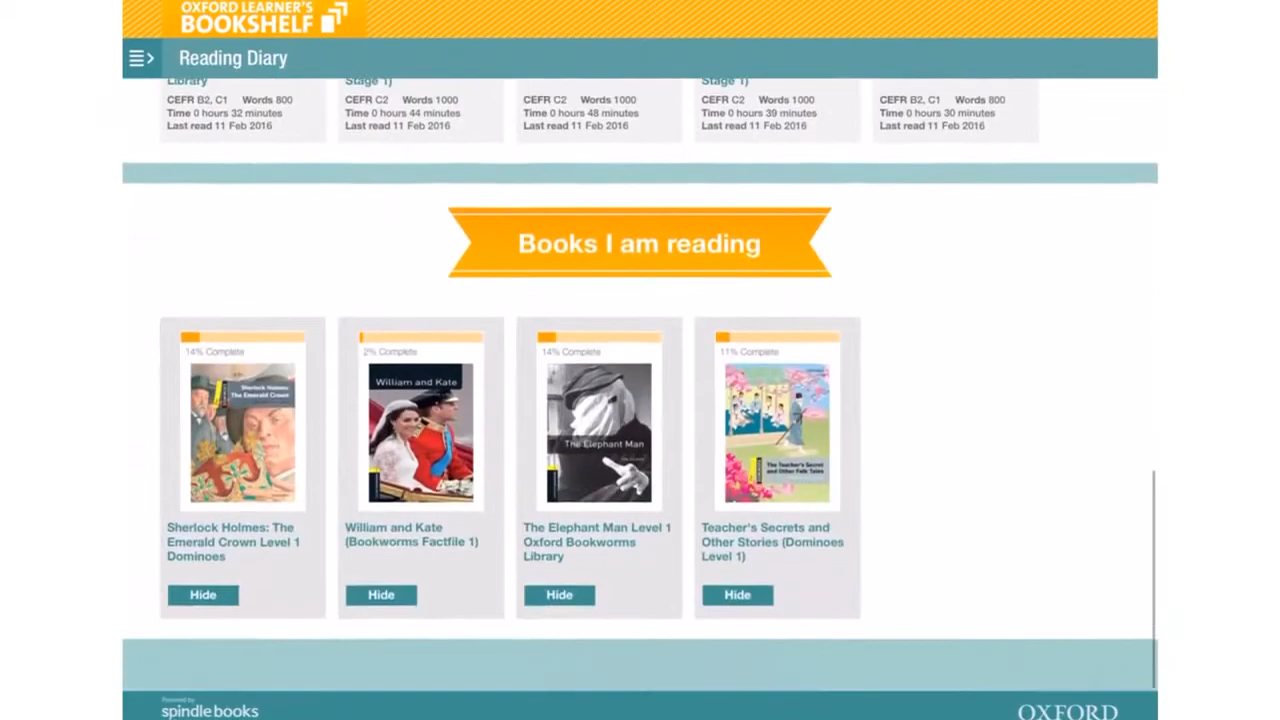 OXFORD LEARNER'S
BOOKSHELF
Reading Diary
Library
Stage 1)
Stage 1)
CEFR B2, C1 Words 800
Time 0 hours 32 minutes
Last read 11 Feb 2016
CEFR C2 Words 1000
Time 0 hours 44 minutes
Last read 11 Feb 2016
CEFR C2 Words 1000
Time 0 hours 48 minutes
Last read 11 Feb 2016
CEFR C2 Words 1000
Time 0 hours 39 minutes
Last read 11 Feb 2016
CEFR B2, C1 Words 800
Time 0 hours 30 minutes
Last read 11 Feb 2016
Books I am reading
14% Complete
Sherlock Holmes:
The Emerald Crown
Sherlock Holmes: The
Emerald Crown Level 1
Dominoes
Hide
2% Complete
William and Kate
William and Kate
(Bookworms Factfile 1)
Hide
14% Complete
The Elephant Man
The Elephant Man Level 1
Oxford Bookworms
Library
Hide
11% Complete
The Teacher's Secret
and Other Folk Tales
Teacher's Secrets and
Other Stories (Dominoes
Level 1)
Hide
Powered by
spindlebooks
OXFORD